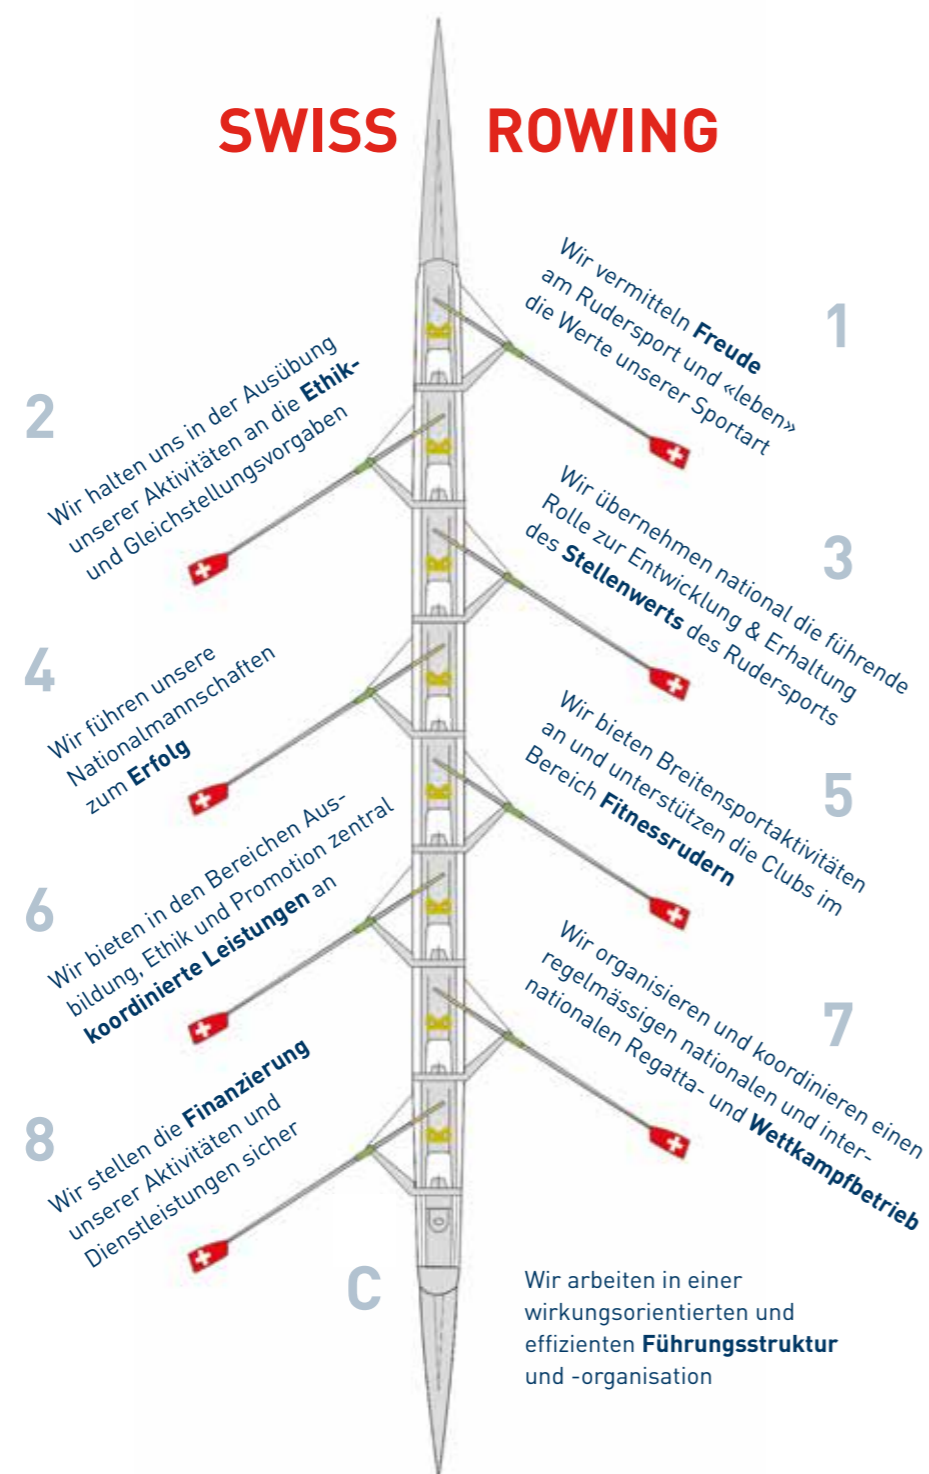 SWISS ROWING
1
Wir vermitteln Freude
am Rudersport und «leben»
die Werte unserer Sportart
2
Wir halten uns in der Ausübung
unserer Aktivitäten an die Ethik-
und Gleichstellungsvorgaben
3
Wir übernehmen national die führende
Rolle zur Entwicklung & Erhaltung
des Stellenwerts des Rudersports
4
Wir führen unsere
Nationalmannschaften
zum Erfolg
5
Wir bieten Breitensportaktivitäten
an und unterstützen die Clubs im
Bereich Fitnessrudern
6
Wir bieten in den Bereichen Aus-
bildung, Ethik und Promotion zentral
koordinierte Leistungen an
7
Wir organisieren und koordinieren einen
regelmässigen nationalen und inter-
nationalen Regatta- und Wettkampfbetrieb
8
Wir stellen die Finanzierung
unserer Aktivitäten und
Dienstleistungen sicher
C
Wir arbeiten in einer
wirkungsorientierten und
effizienten Führungsstruktur
und -organisation